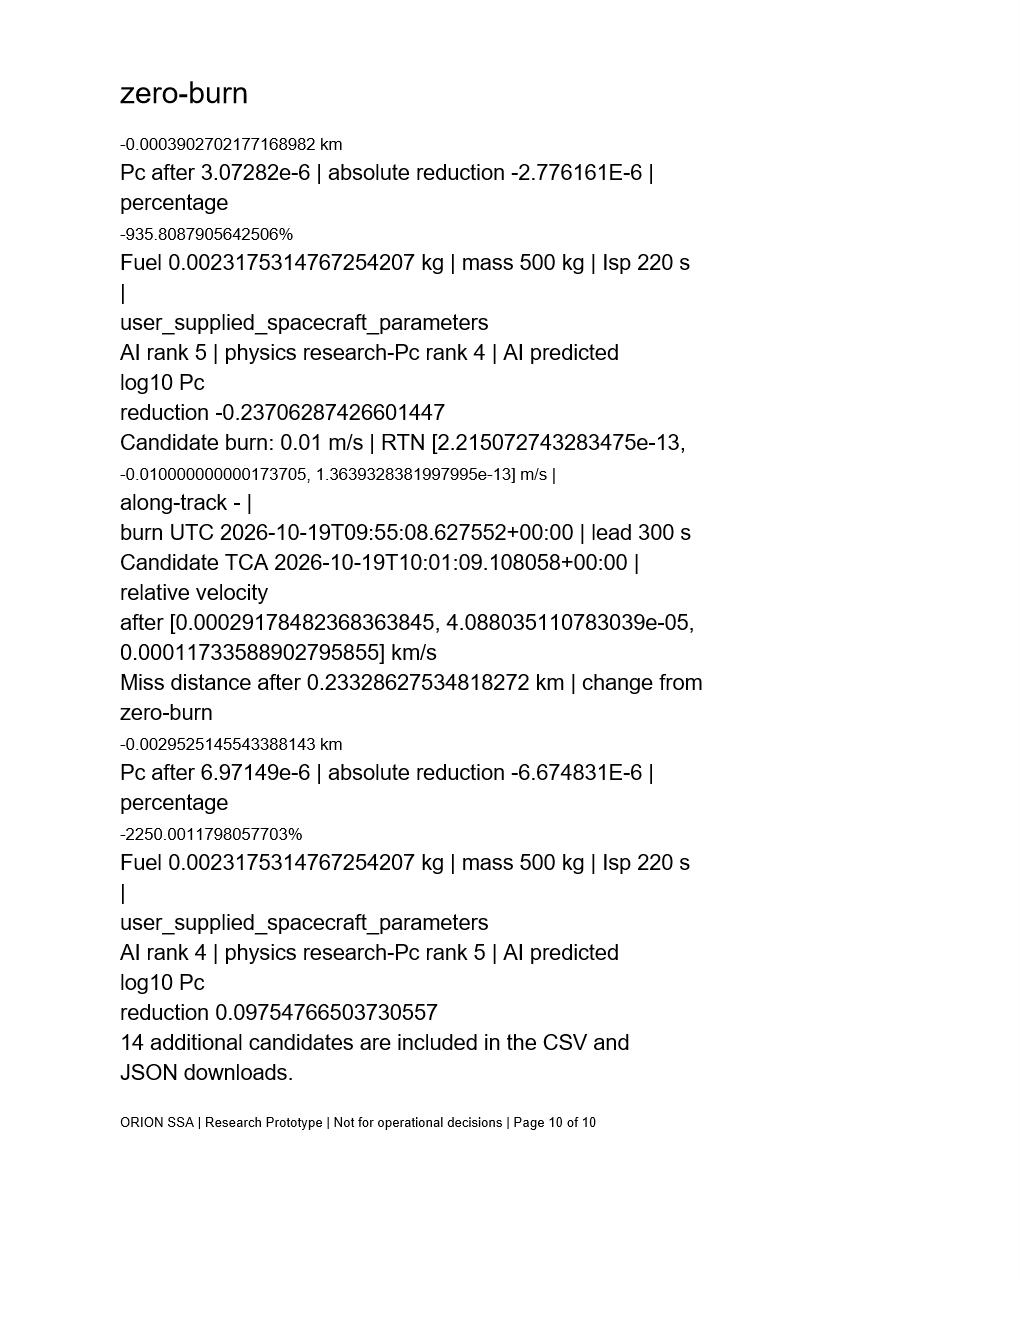 zero-burn
-0.0003902702177168982 km
Pc after 3.07282e-6 | absolute reduction -2.776161E-6 |
percentage
-935.8087905642506%
Fuel 0.0023175314767254207 kg | mass 500 kg | Isp 220 s
|
user_supplied_spacecraft_parameters
AI rank 5 | physics research-Pc rank 4 | AI predicted
log10 Pc
reduction -0.23706287426601447
Candidate burn: 0.01 m/s | RTN [2.215072743283475e-13,
-0.010000000000173705, 1.3639328381997995e-13] m/s |
along-track - |
burn UTC 2026-10-19T09:55:08.627552+00:00 | lead 300 s
Candidate TCA 2026-10-19T10:01:09.108058+00:00 |
relative velocity
after [0.00029178482368363845, 4.088035110783039e-05,
0.00011733588902795855] km/s
Miss distance after 0.23328627534818272 km | change from
zero-burn
-0.0029525145543388143 km
Pc after 6.97149e-6 | absolute reduction -6.674831E-6 |
percentage
-2250.0011798057703%
Fuel 0.0023175314767254207 kg | mass 500 kg | Isp 220 s
|
user_supplied_spacecraft_parameters
AI rank 4 | physics research-Pc rank 5 | AI predicted
log10 Pc
reduction 0.09754766503730557
14 additional candidates are included in the CSV and
JSON downloads.
ORION SSA | Research Prototype | Not for operational decisions | Page 10 of 10